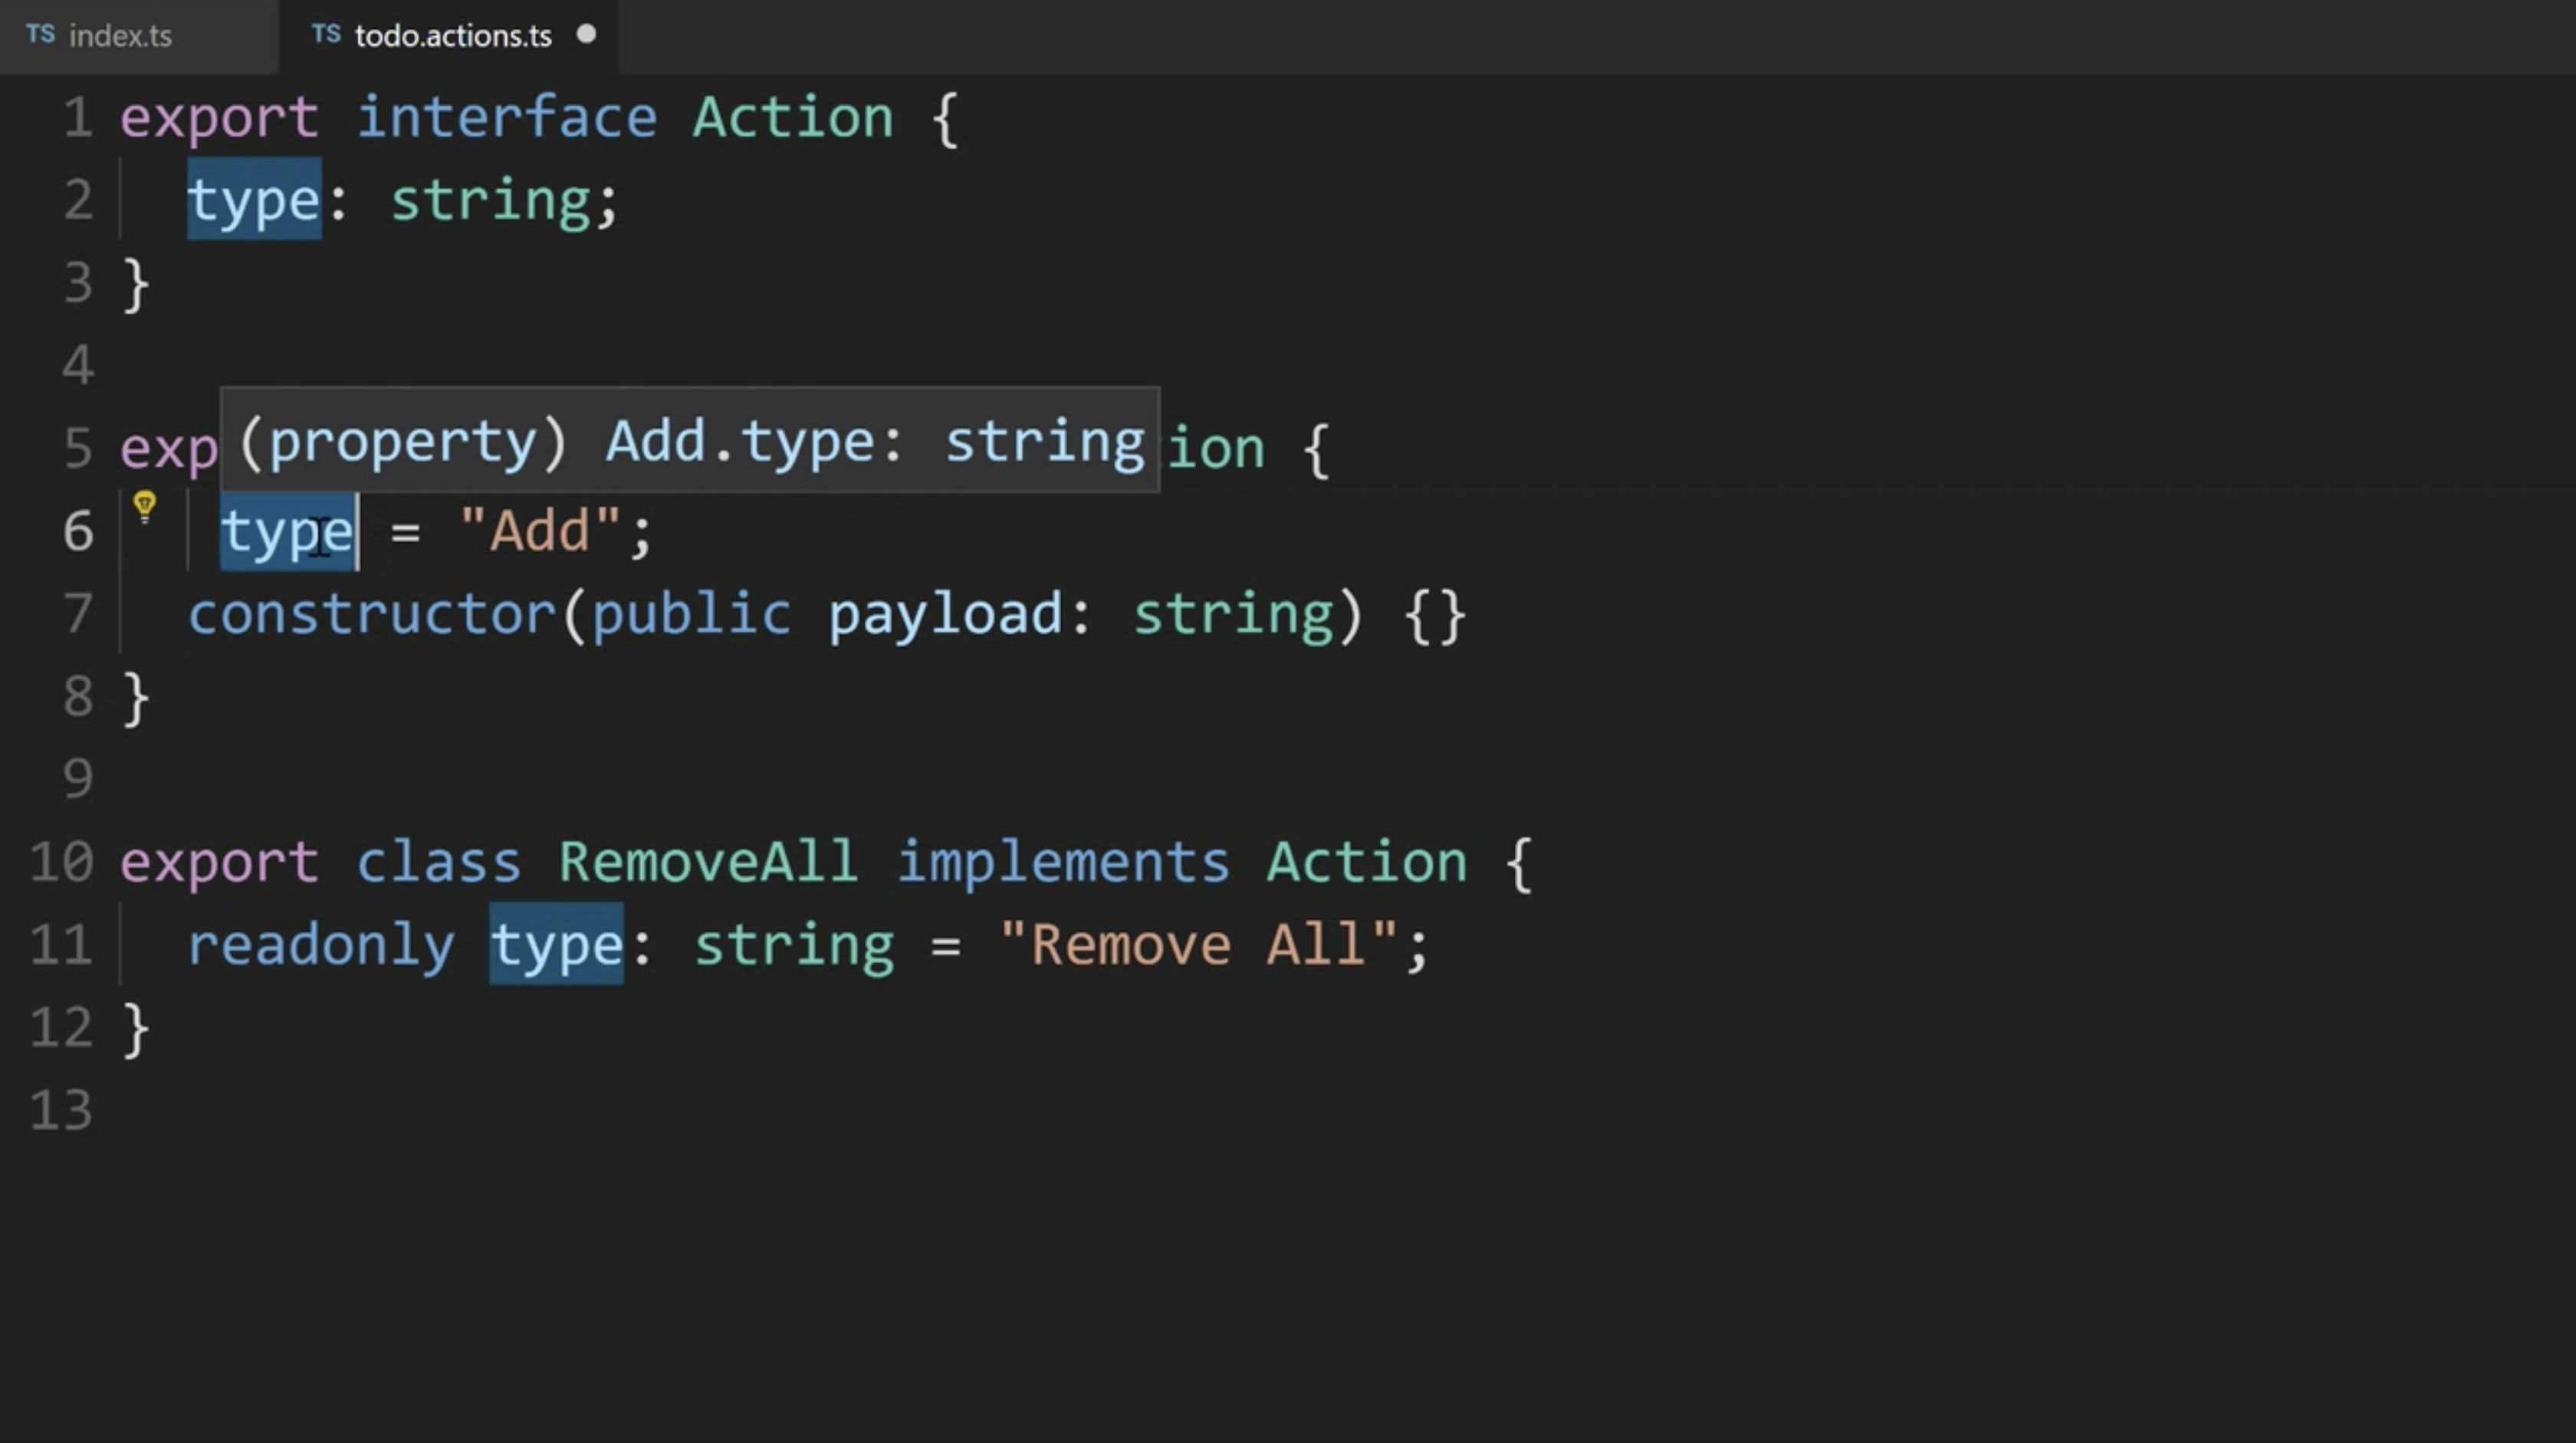 TS index.ts
TS todo.actions.ts
1 export interface Action {
2 type: string;
3 }
4
(property) Add.type: string
5 exp ion {
6 type = "Add";
7 constructor(public payload: string) {}
8 }
9
10 export class RemoveAll implements Action {
11 readonly type: string = "Remove All";
12 }
13